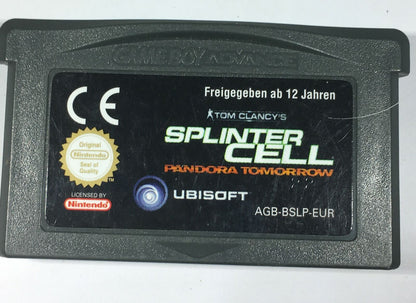 GAME BOY ADVANCE
CE
Freigegeben ab 12 Jahren
TOM CLANCY'S
SPLINTER
CELL
PANDORA TOMORROW
Original
Nintendo
Seal of
Quality
TM
LICENSED BY
Nintendo
UBISOFT
AGB-BSLP-EUR